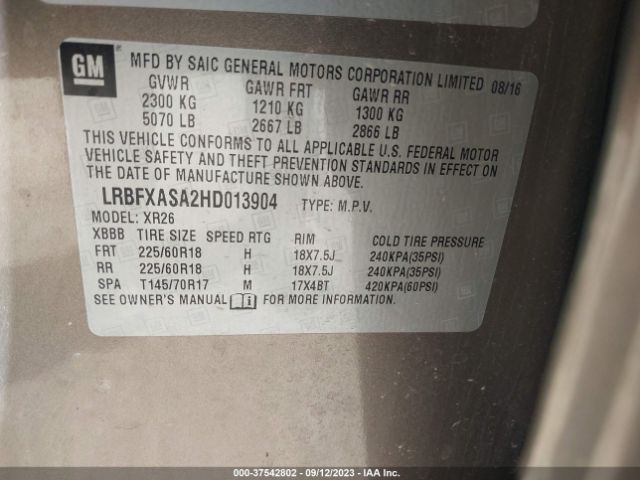 GM
MFD BY SAIC GENERAL MOTORS CORPORATION LIMITED 08/16
GVWR GAWR FRT GAWR RR
2300 KG 1210 KG 1300 KG
5070 LB 2667 LB 2866 LB
THIS VEHICLE CONFORMS TO ALL APPLICABLE U.S. FEDERAL MOTOR
VEHICLE SAFETY AND THEFT PREVENTION STANDARDS IN EFFECT ON
THE DATE OF MANUFACTURE SHOWN ABOVE.
LRBFXASA2HD013904 TYPE: M.P.V.
MODEL: XR26
XBBB TIRE SIZE SPEED RTG RIM COLD TIRE PRESSURE
FRT 225/60R18 H 18X7.5J 240KPA(35PSI)
RR 225/60R18 H 18X7.5J 240KPA(35PSI)
SPA T145/70R17 M 17X4BT 420KPA(60PSI)
SEE OWNER'S MANUAL FOR MORE INFORMATION.
000-37542802 - 09/12/2023 - IAA Inc.